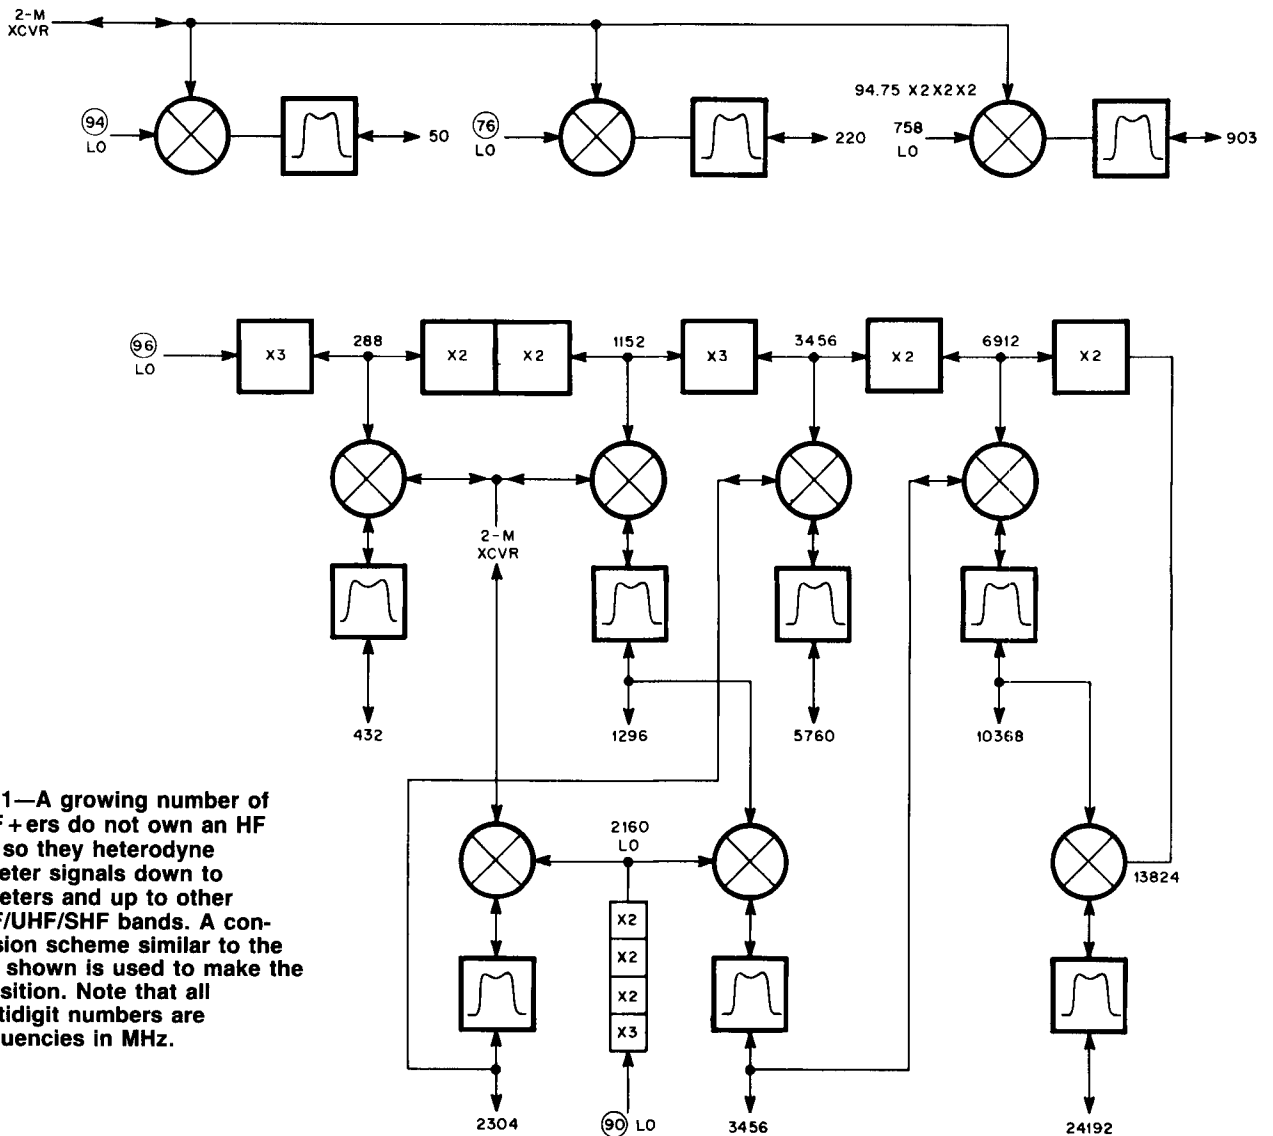 2-M
XCVR
94
LO
50
76
LO
220
94.75 X2X2X2
758
LO
903
96
LO
X3
288
X2
X2
1152
X3
3456
X2
6912
X2
2-M
XCVR
432
1296
5760
10368
2160
LO
13824
X2
X2
X2
X3
2304
90 LO
3456
24192
1—A growing number of
F+ers do not own an HF
so they heterodyne
eter signals down to
eters and up to other
F/UHF/SHF bands. A con-
sion scheme similar to the
shown is used to make the
sition. Note that all
tidigit numbers are
uencies in MHz.